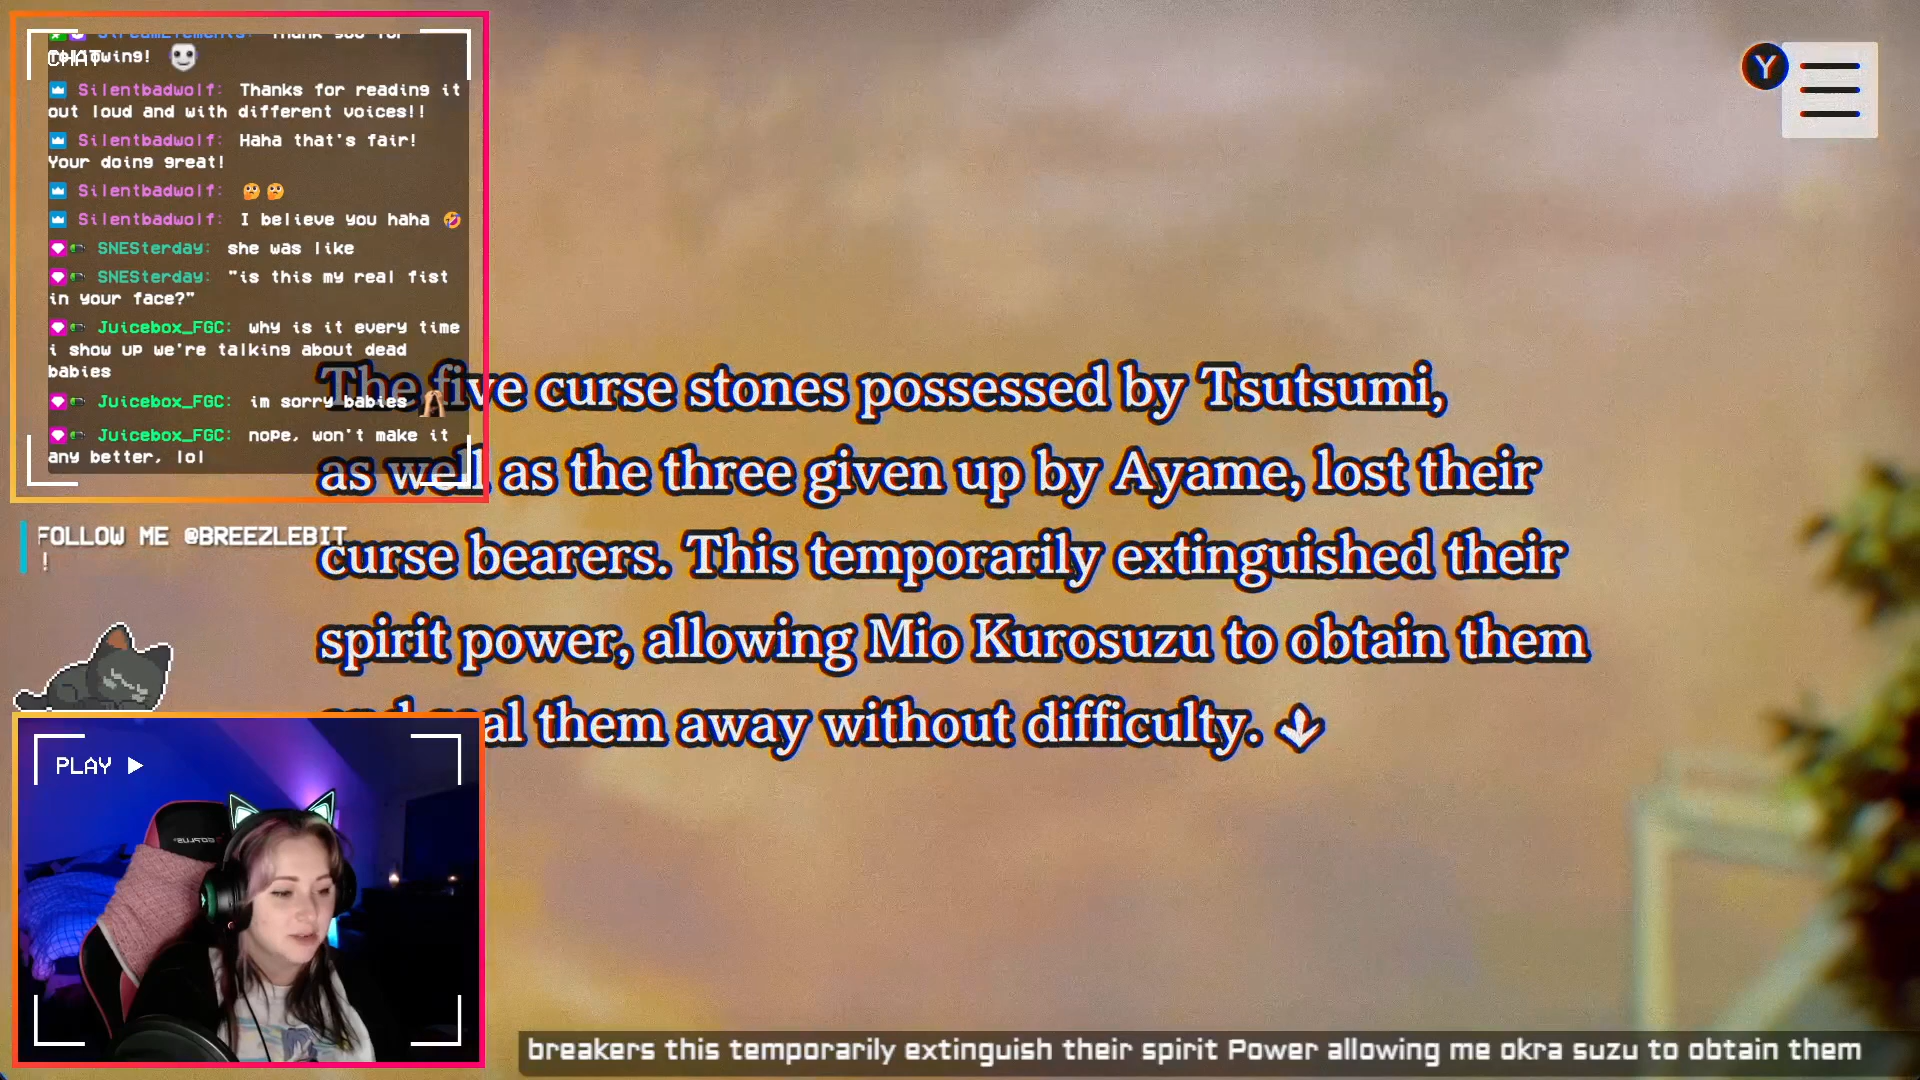 following!
CHAT
Silentbadwolf: Thanks for reading it
out loud and with different voices!!
Silentbadwolf: Haha that's fair!
Your doing great!
Silentbadwolf: 🤔🤔
Silentbadwolf: I believe you haha 🤣
SNESterday: she was like
SNESterday: "is this my real fist
in your face?"
Juicebox_FGC: why is it every time
i show up we're talking about dead
babies
Juicebox_FGC: im sorry babies
Juicebox_FGC: nope, won't make it
any better, lol
Y
The five curse stones possessed by Tsutsumi,
as well as the three given up by Ayame, lost their
curse bearers. This temporarily extinguished their
spirit power, allowing Mio Kurosuzu to obtain them
them away without difficulty.
FOLLOW ME @BREEZLEBIT
!
PLAY
breakers this temporarily extinguish their spirit Power allowing me okra suzu to obtain them